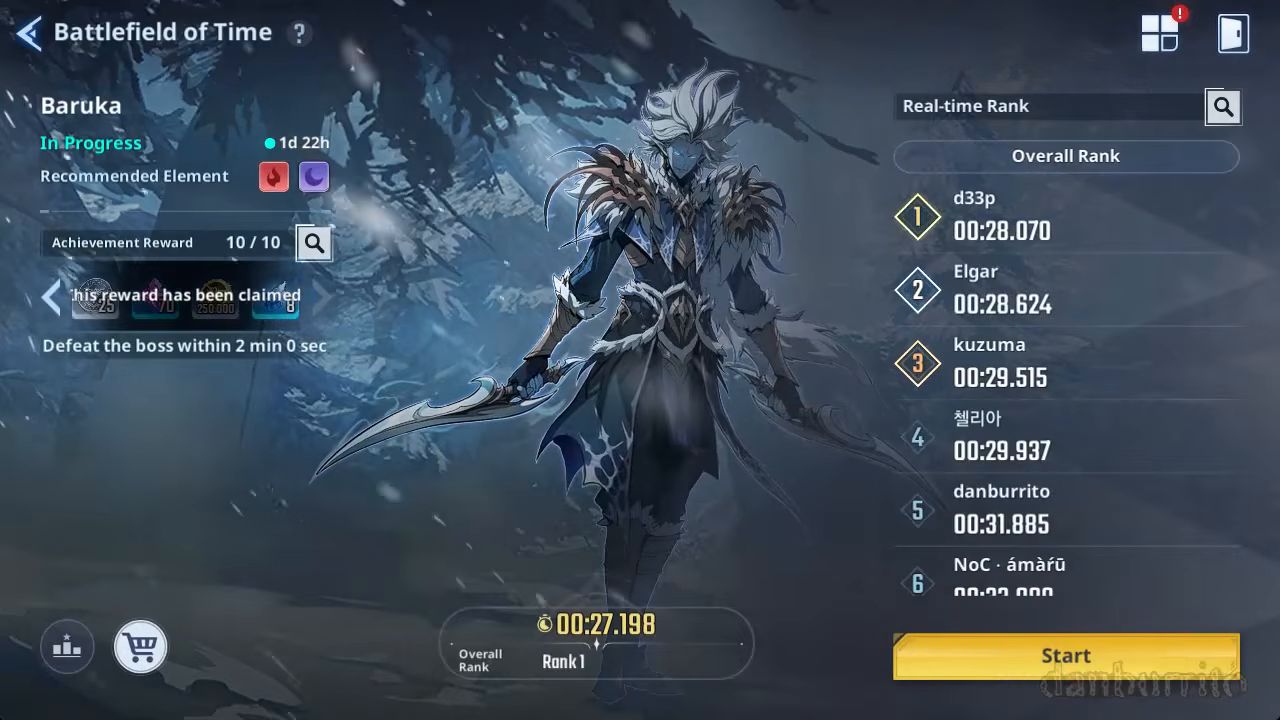 Battlefield of Time ?
Baruka
In Progress
1d 22h
Recommended Element
Achievement Reward 10 / 10
25 70 250.000 8
his reward has been claimed
Defeat the boss within 2 min 0 sec
Real-time Rank
Overall Rank
1
d33p
00:28.070
2
Elgar
00:28.624
3
kuzuma
00:29.515
4
첼리아
00:29.937
5
danburrito
00:31.885
6
NoC · ámàŕū
00:27.198
Overall
Rank
Rank 1
Start
danburrito